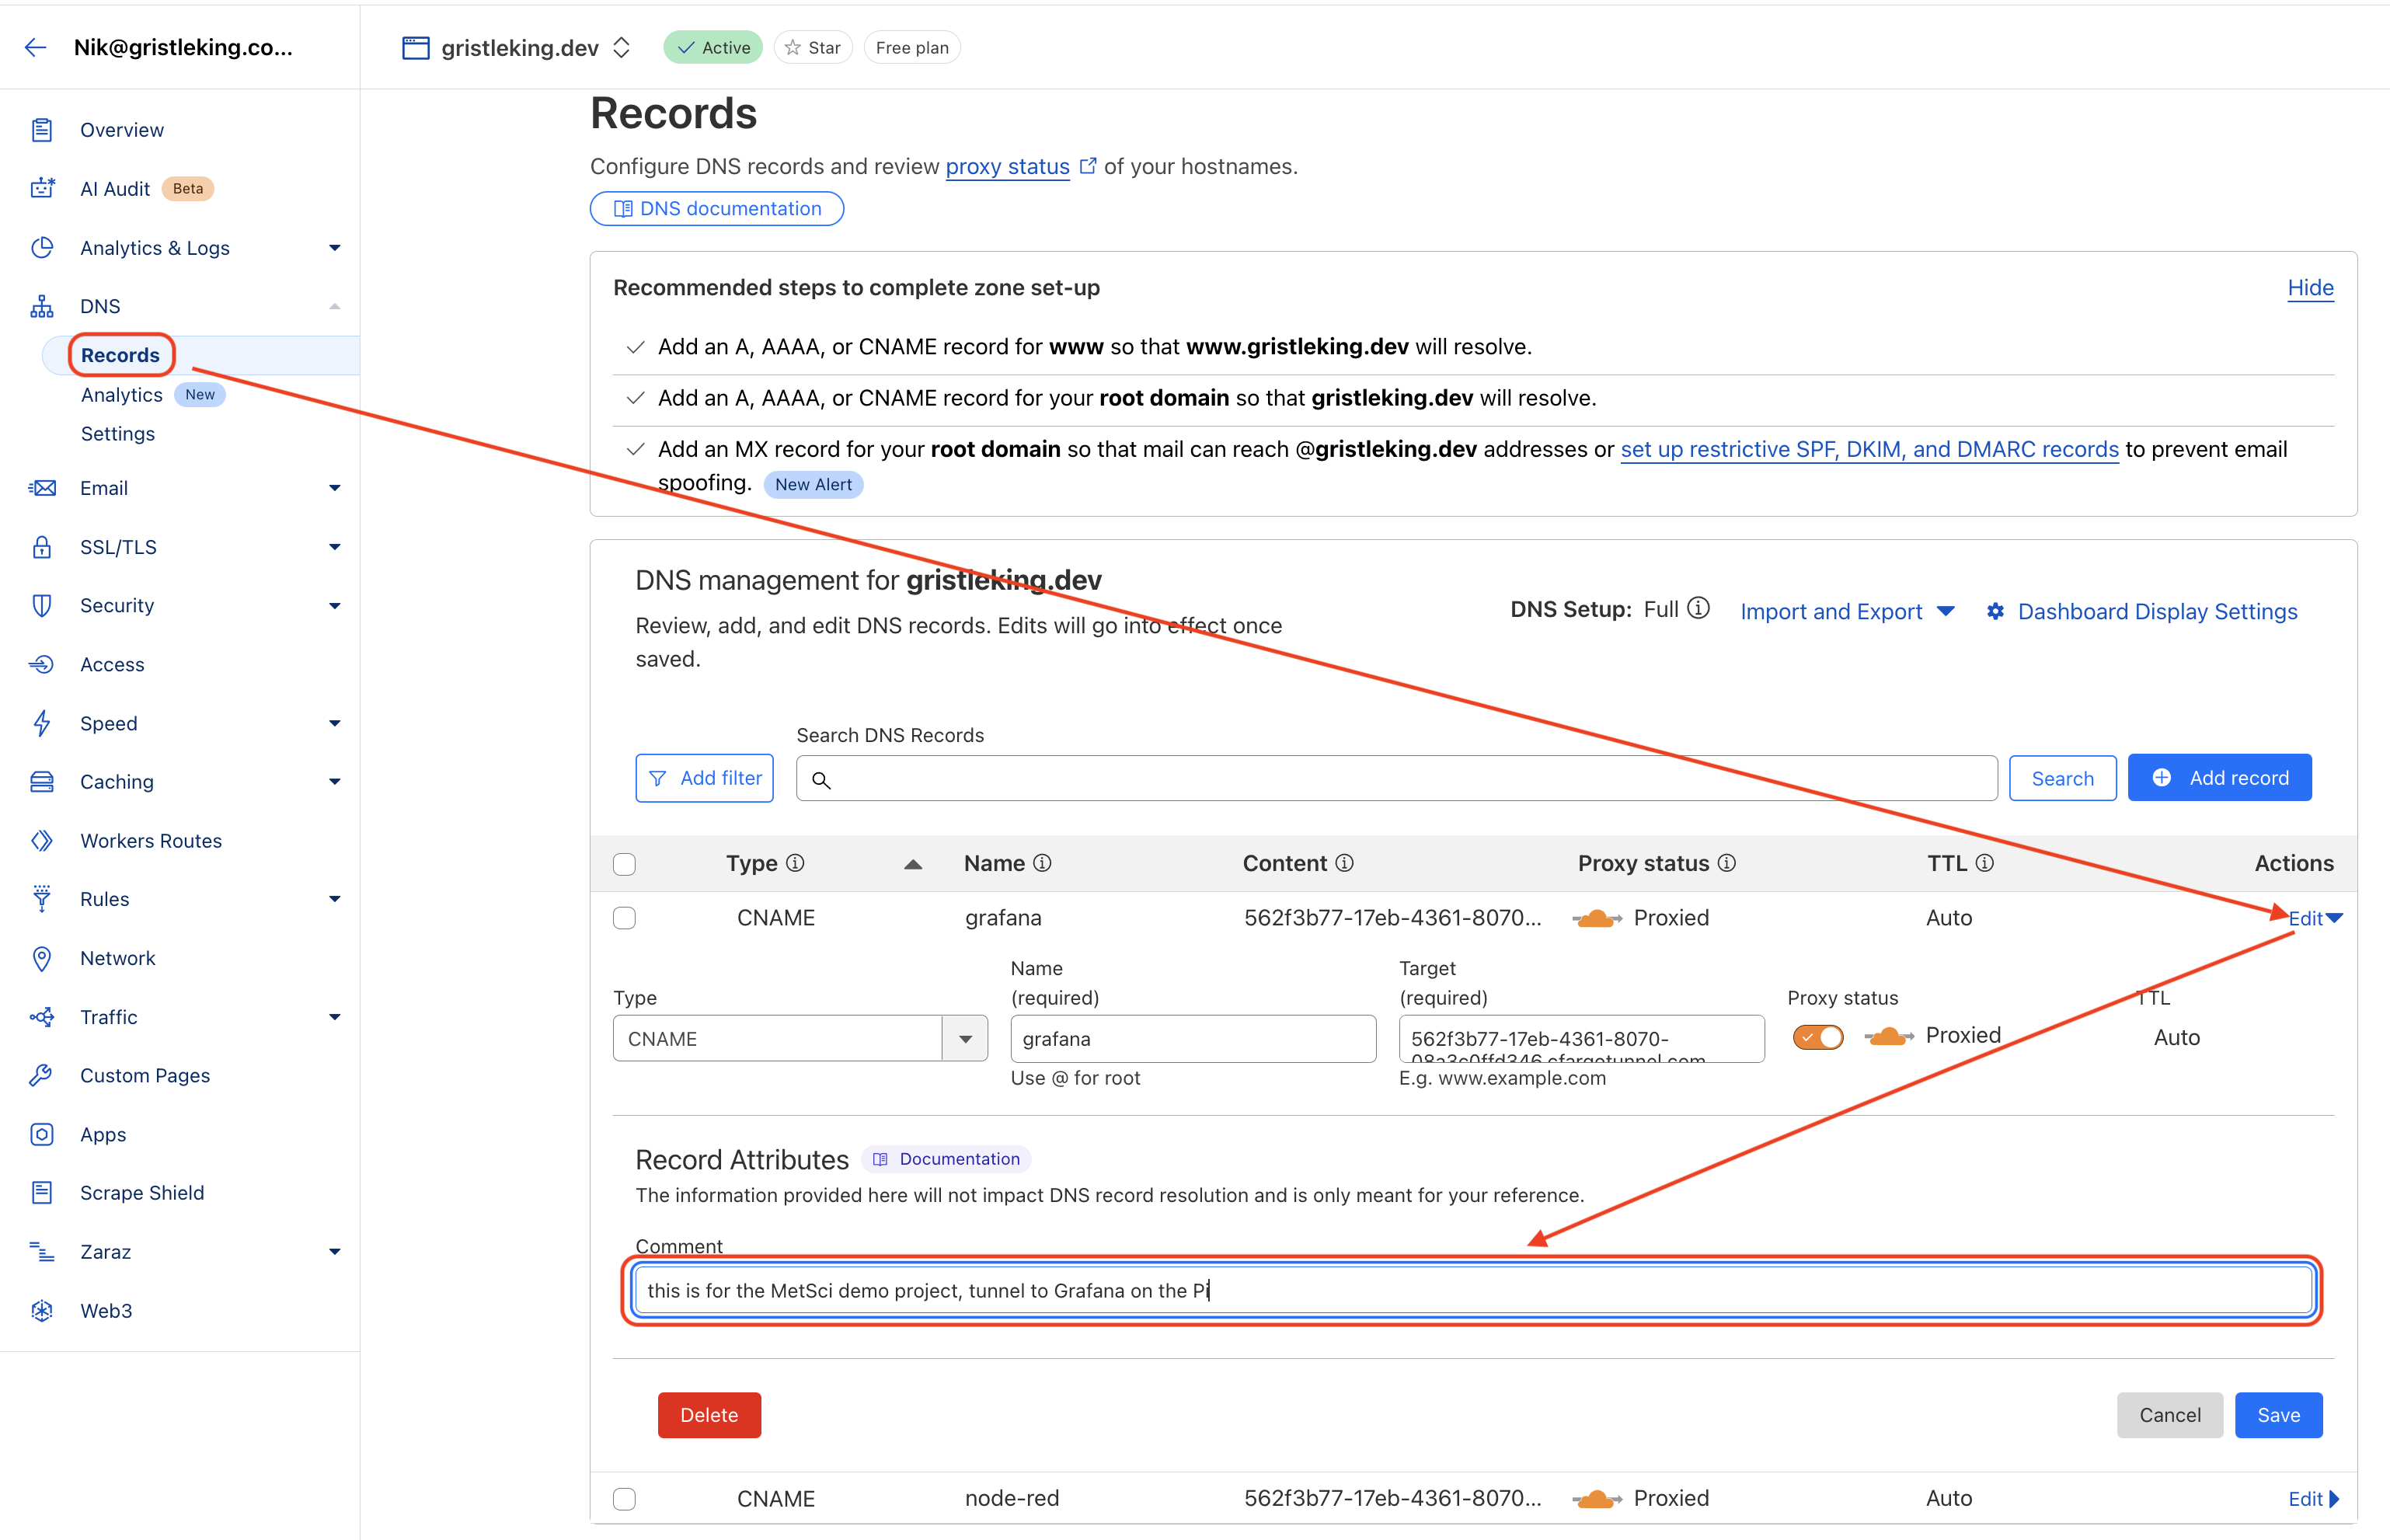 Nik@gristleking.co...
gristleking.dev
Active
Star
Free plan
Overview
AI Audit Beta
Analytics & Logs
DNS
Records
Analytics New
Settings
Email
SSL/TLS
Security
Access
Speed
Caching
Workers Routes
Rules
Network
Traffic
Custom Pages
Apps
Scrape Shield
Zaraz
Web3
Records
Configure DNS records and review proxy status of your hostnames.
DNS documentation
Recommended steps to complete zone set-up
Hide
Add an A, AAAA, or CNAME record for www so that www.gristleking.dev will resolve.
Add an A, AAAA, or CNAME record for your root domain so that gristleking.dev will resolve.
Add an MX record for your root domain so that mail can reach @gristleking.dev addresses or set up restrictive SPF, DKIM, and DMARC records to prevent email
spoofing. New Alert
DNS management for gristleking.dev
Review, add, and edit DNS records. Edits will go into effect once
saved.
DNS Setup: Full
Import and Export
Dashboard Display Settings
Search DNS Records
Add filter
Search
Add record
Type Name Content Proxy status TTL Actions
CNAME grafana 562f3b77-17eb-4361-8070... Proxied Auto Edit
Type
CNAME
Name
(required)
grafana
Use @ for root
Target
(required)
562f3b77-17eb-4361-8070-
08a3c0ffd346.cfargotunnel.com
E.g. www.example.com
Proxy status
Proxied
TTL
Auto
Record Attributes Documentation
The information provided here will not impact DNS record resolution and is only meant for your reference.
Comment
this is for the MetSci demo project, tunnel to Grafana on the Pi
Delete
Cancel
Save
CNAME node-red 562f3b77-17eb-4361-8070... Proxied Auto Edit